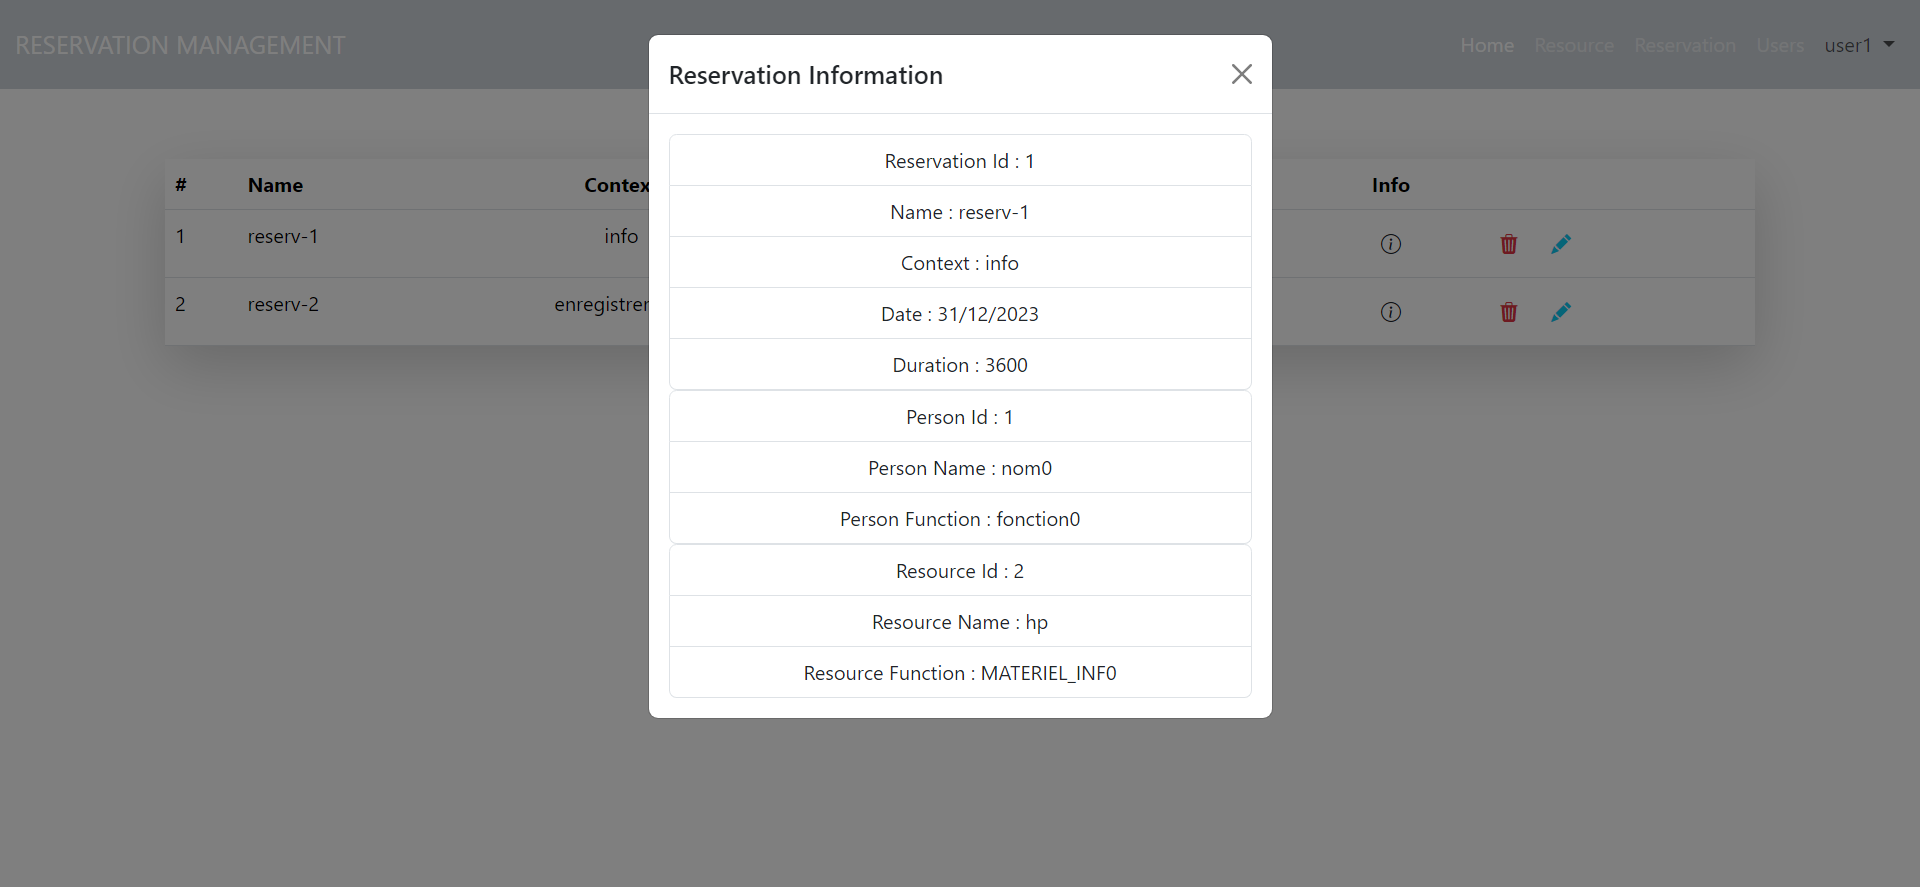 RESERVATION MANAGEMENT
Home Resource Reservation Users user1
Reservation Information
# Name Contex Info
1 reserv-1 info
2 reserv-2 enregistrer
Reservation Id : 1
Name : reserv-1
Context : info
Date : 31/12/2023
Duration : 3600
Person Id : 1
Person Name : nom0
Person Function : fonction0
Resource Id : 2
Resource Name : hp
Resource Function : MATERIEL_INF0